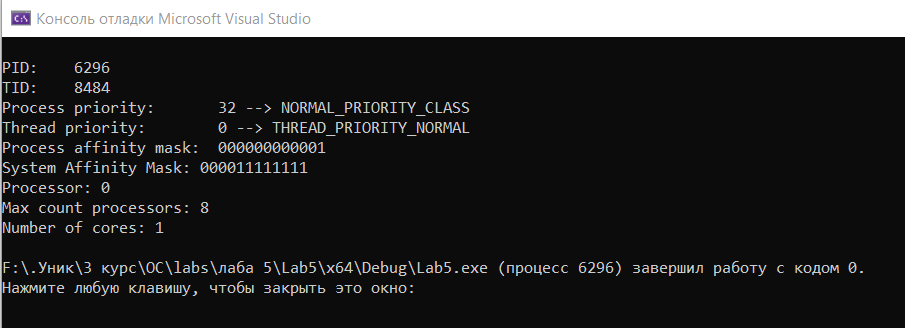 Консоль отладки Microsoft Visual Studio
PID:    6296
TID:    8484
Process priority:       32 --> NORMAL_PRIORITY_CLASS
Thread priority:        0 --> THREAD_PRIORITY_NORMAL
Process affinity mask:  000000000001
System Affinity Mask: 000011111111
Processor: 0
Max count processors: 8
Number of cores: 1
F:\.Уник\3 курс\ОС\labs\лаба 5\Lab5\x64\Debug\Lab5.exe (процесс 6296) завершил работу с кодом 0.
Нажмите любую клавишу, чтобы закрыть это окно: